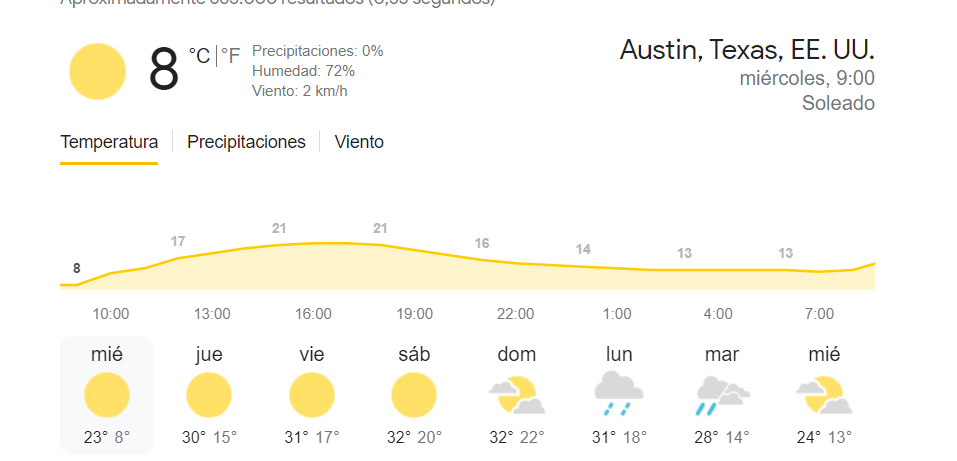 Aproximadamente
8 °C | °F
Precipitaciones: 0%
Humedad: 72%
Viento: 2 km/h
Austin, Texas, EE. UU.
miércoles, 9:00
Soleado
Temperatura Precipitaciones Viento
8 17 21 21 16 14 13 13
10:00 13:00 16:00 19:00 22:00 1:00 4:00 7:00
mié jue vie sáb dom lun mar mié
23° 8° 30° 15° 31° 17° 32° 20° 32° 22° 31° 18° 28° 14° 24° 13°